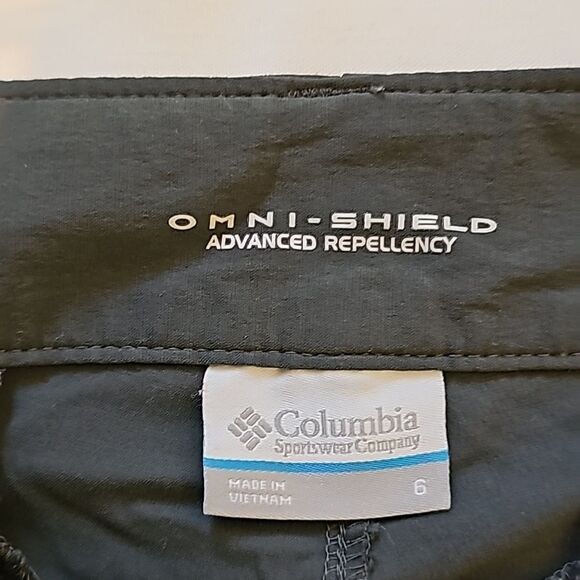 OMNI-SHIELD
ADVANCED REPELLENCY
Columbia
Sportswear Company
MADE IN
VIETNAM
6